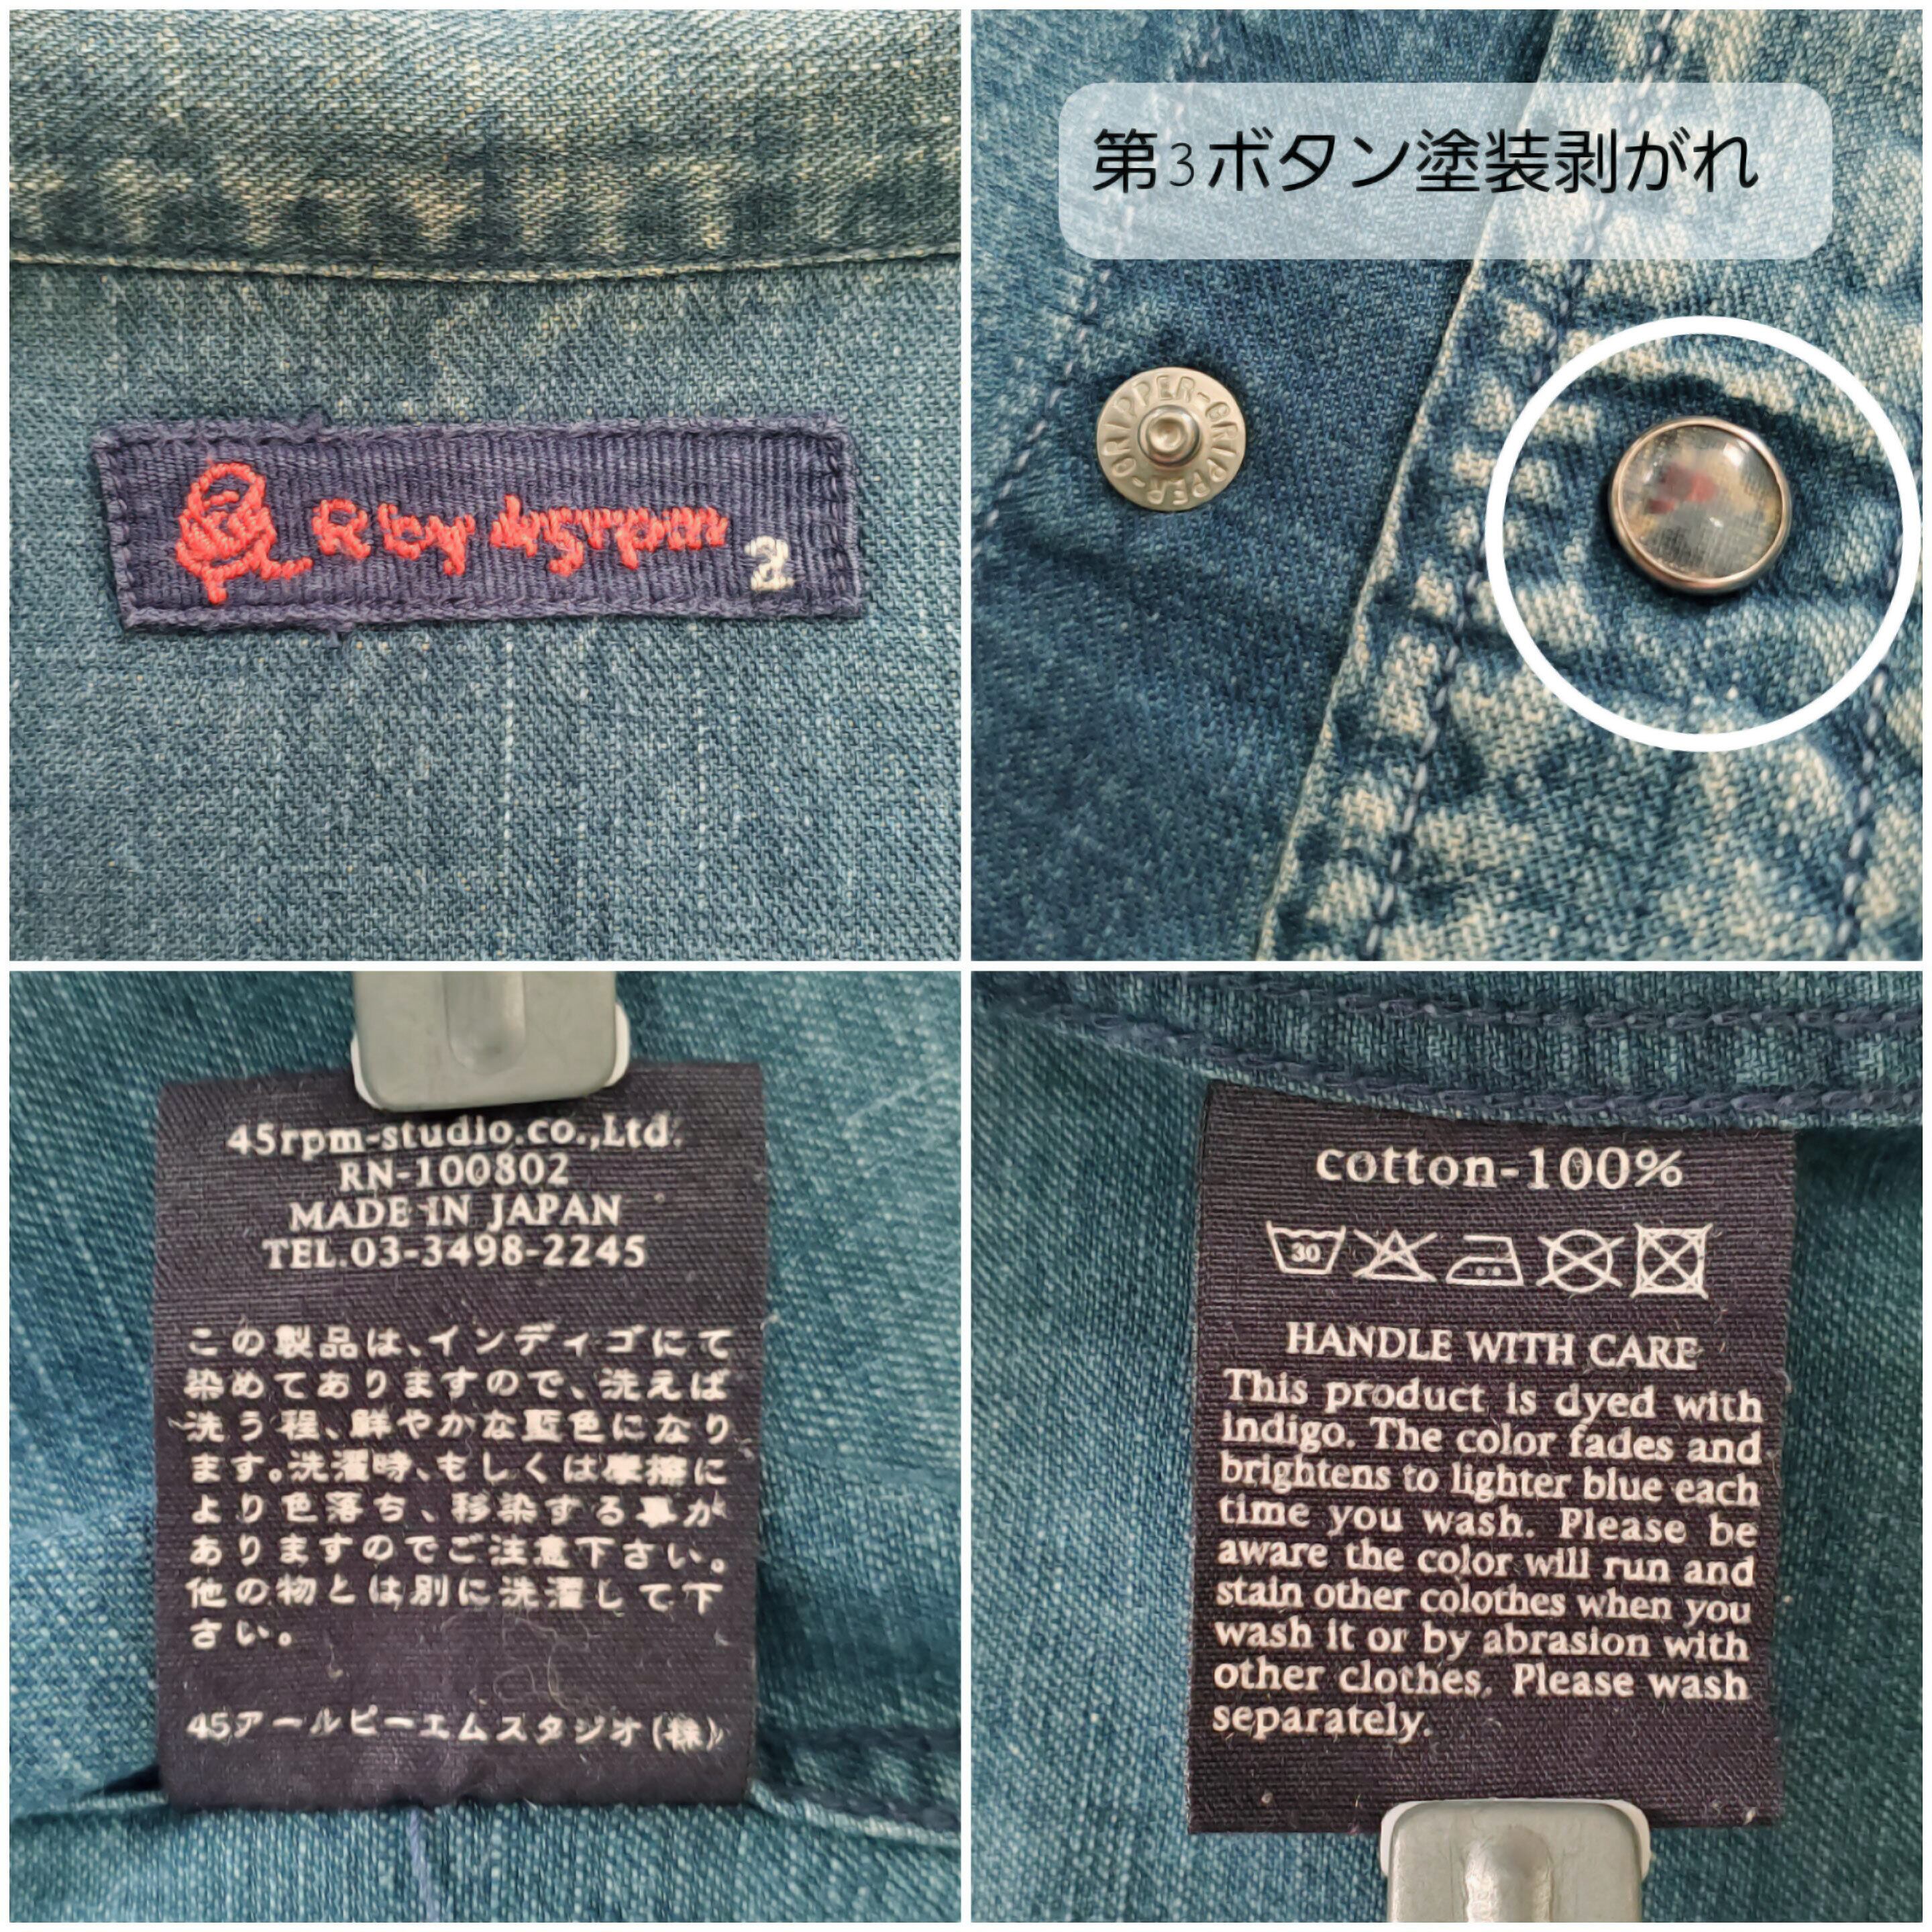 R by 45rpm
2
第3ボタン塗装剥がれ
GRIPPER-GRIPPER-
45rpm-studio.co.,Ltd.
RN-100802
MADE IN JAPAN
TEL.03-3498-2245
この製品は、インディゴにて
染めてありますので、洗えば
洗う程、鮮やかな藍色になり
ます。洗濯時、もしくは摩擦に
より色落ち、移染する事が
ありますのでご注意下さい。
他の物とは別に洗濯して下
さい。
45アールピーエムスタジオ(株)
cotton-100%
30
HANDLE WITH CARE
This product is dyed with
indigo. The color fades and
brightens to lighter blue each
time you wash. Please be
aware the color will run and
stain other colothes when you
wash it or by abrasion with
other clothes. Please wash
separately.